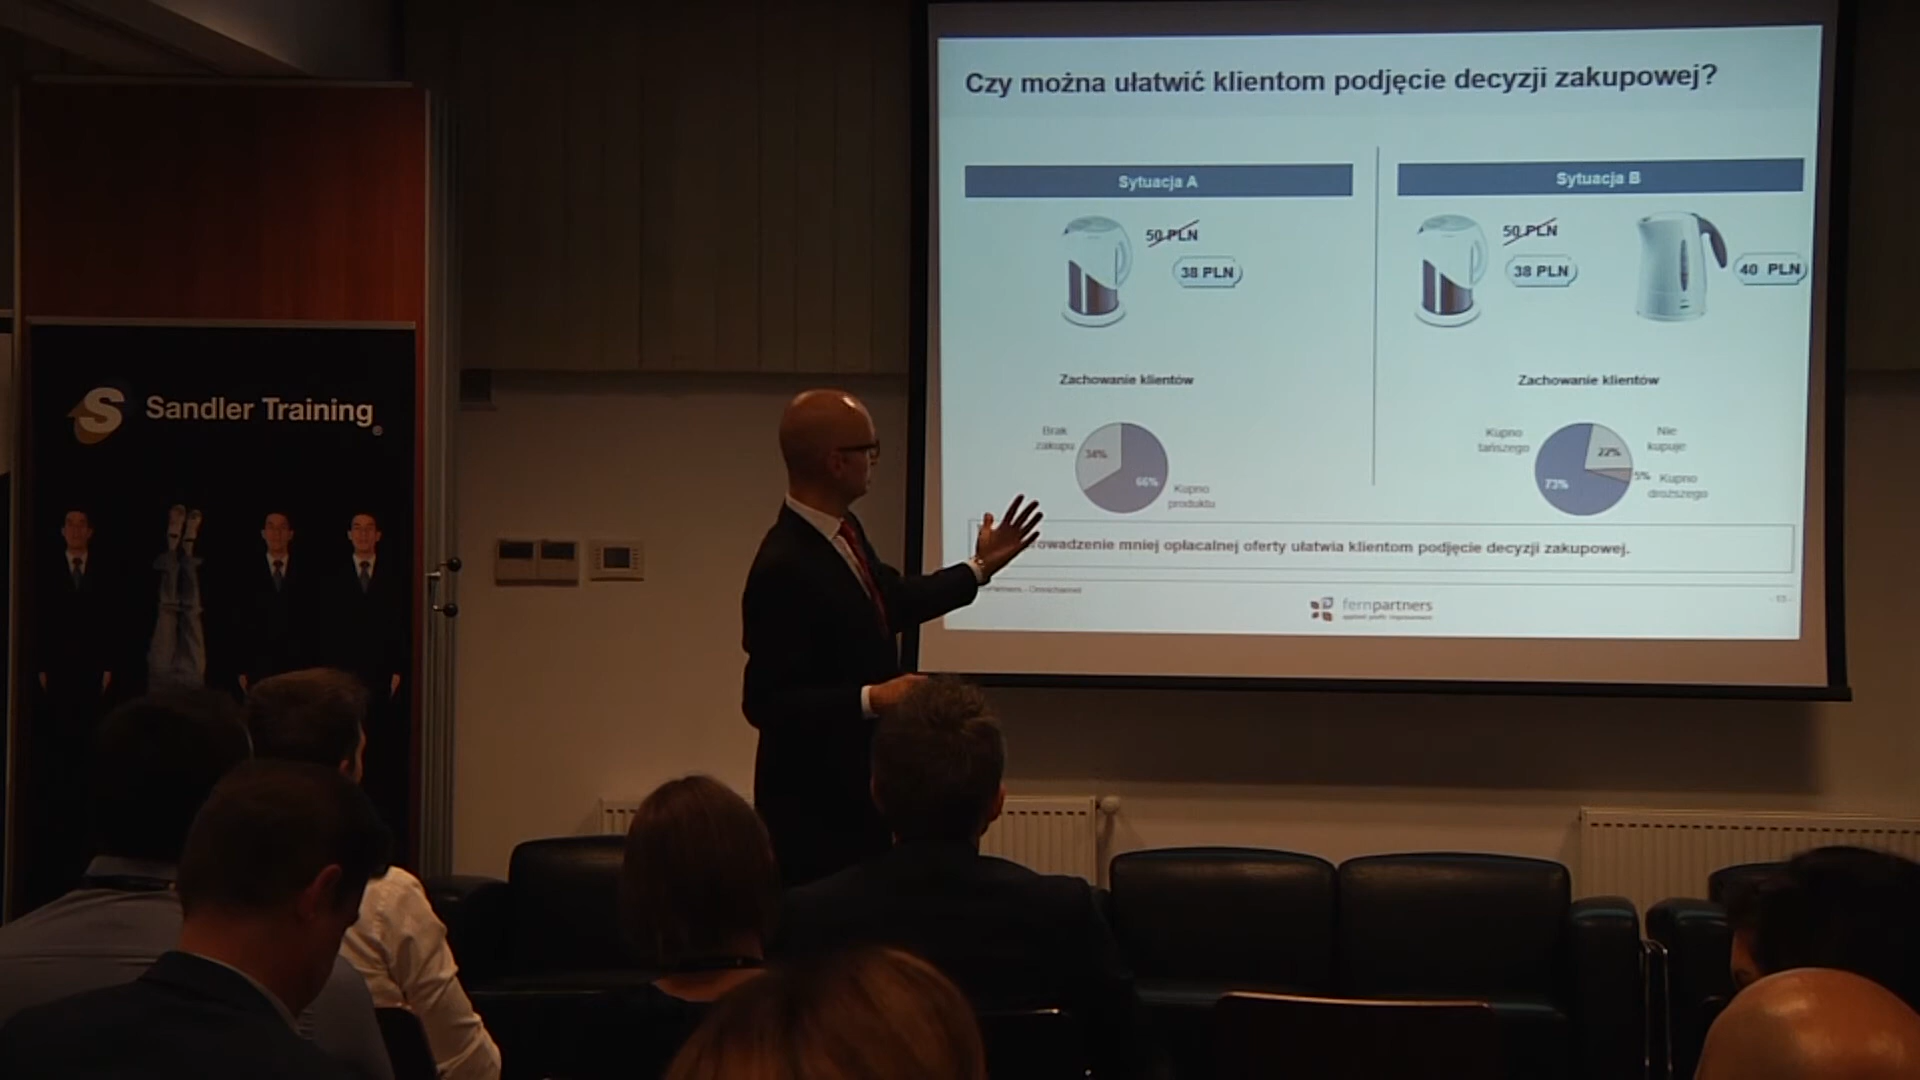 Czy można ułatwić klientom podjęcie decyzji zakupowej?
Sytuacja A
50 PLN
38 PLN
Zachowanie klientów
Brak
zakupu
34%
66%
Kupno
produktu
Sytuacja B
50 PLN
38 PLN
40 PLN
Zachowanie klientów
Kupno
tańszego
Nie
kupuje
22%
73%
5%
Kupno
droższego
mniej opłacalnej oferty ułatwia klientom podjęcie decyzji zakupowej.
fernpartners
S
Sandler Training